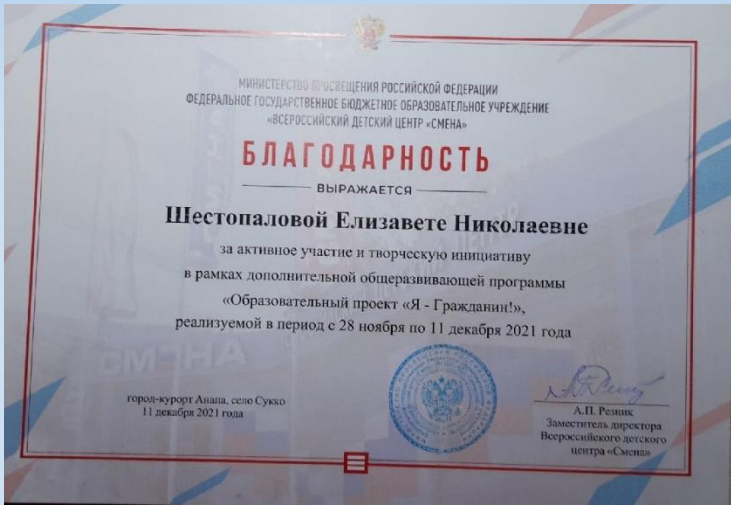 МИНИСТЕРСТВО ПРОСВЕЩЕНИЯ РОССИЙСКОЙ ФЕДЕРАЦИИ
ФЕДЕРАЛЬНОЕ ГОСУДАРСТВЕННОЕ БЮДЖЕТНОЕ ОБРАЗОВАТЕЛЬНОЕ УЧРЕЖДЕНИЕ
«ВСЕРОССИЙСКИЙ ДЕТСКИЙ ЦЕНТР «СМЕНА»
БЛАГОДАРНОСТЬ
ВЫРАЖАЕТСЯ
Шестопаловой Елизавете Николаевне
за активное участие и творческую инициативу
в рамках дополнительной общеразвивающей программы
«Образовательный проект «Я - Гражданин!»,
реализуемой в период с 28 ноября по 11 декабря 2021 года
СМЕНА
город-курорт Анапа, село Сукко
11 декабря 2021 года
А.П. Резник
Заместитель директора
Всероссийского детского
центра «Смена»